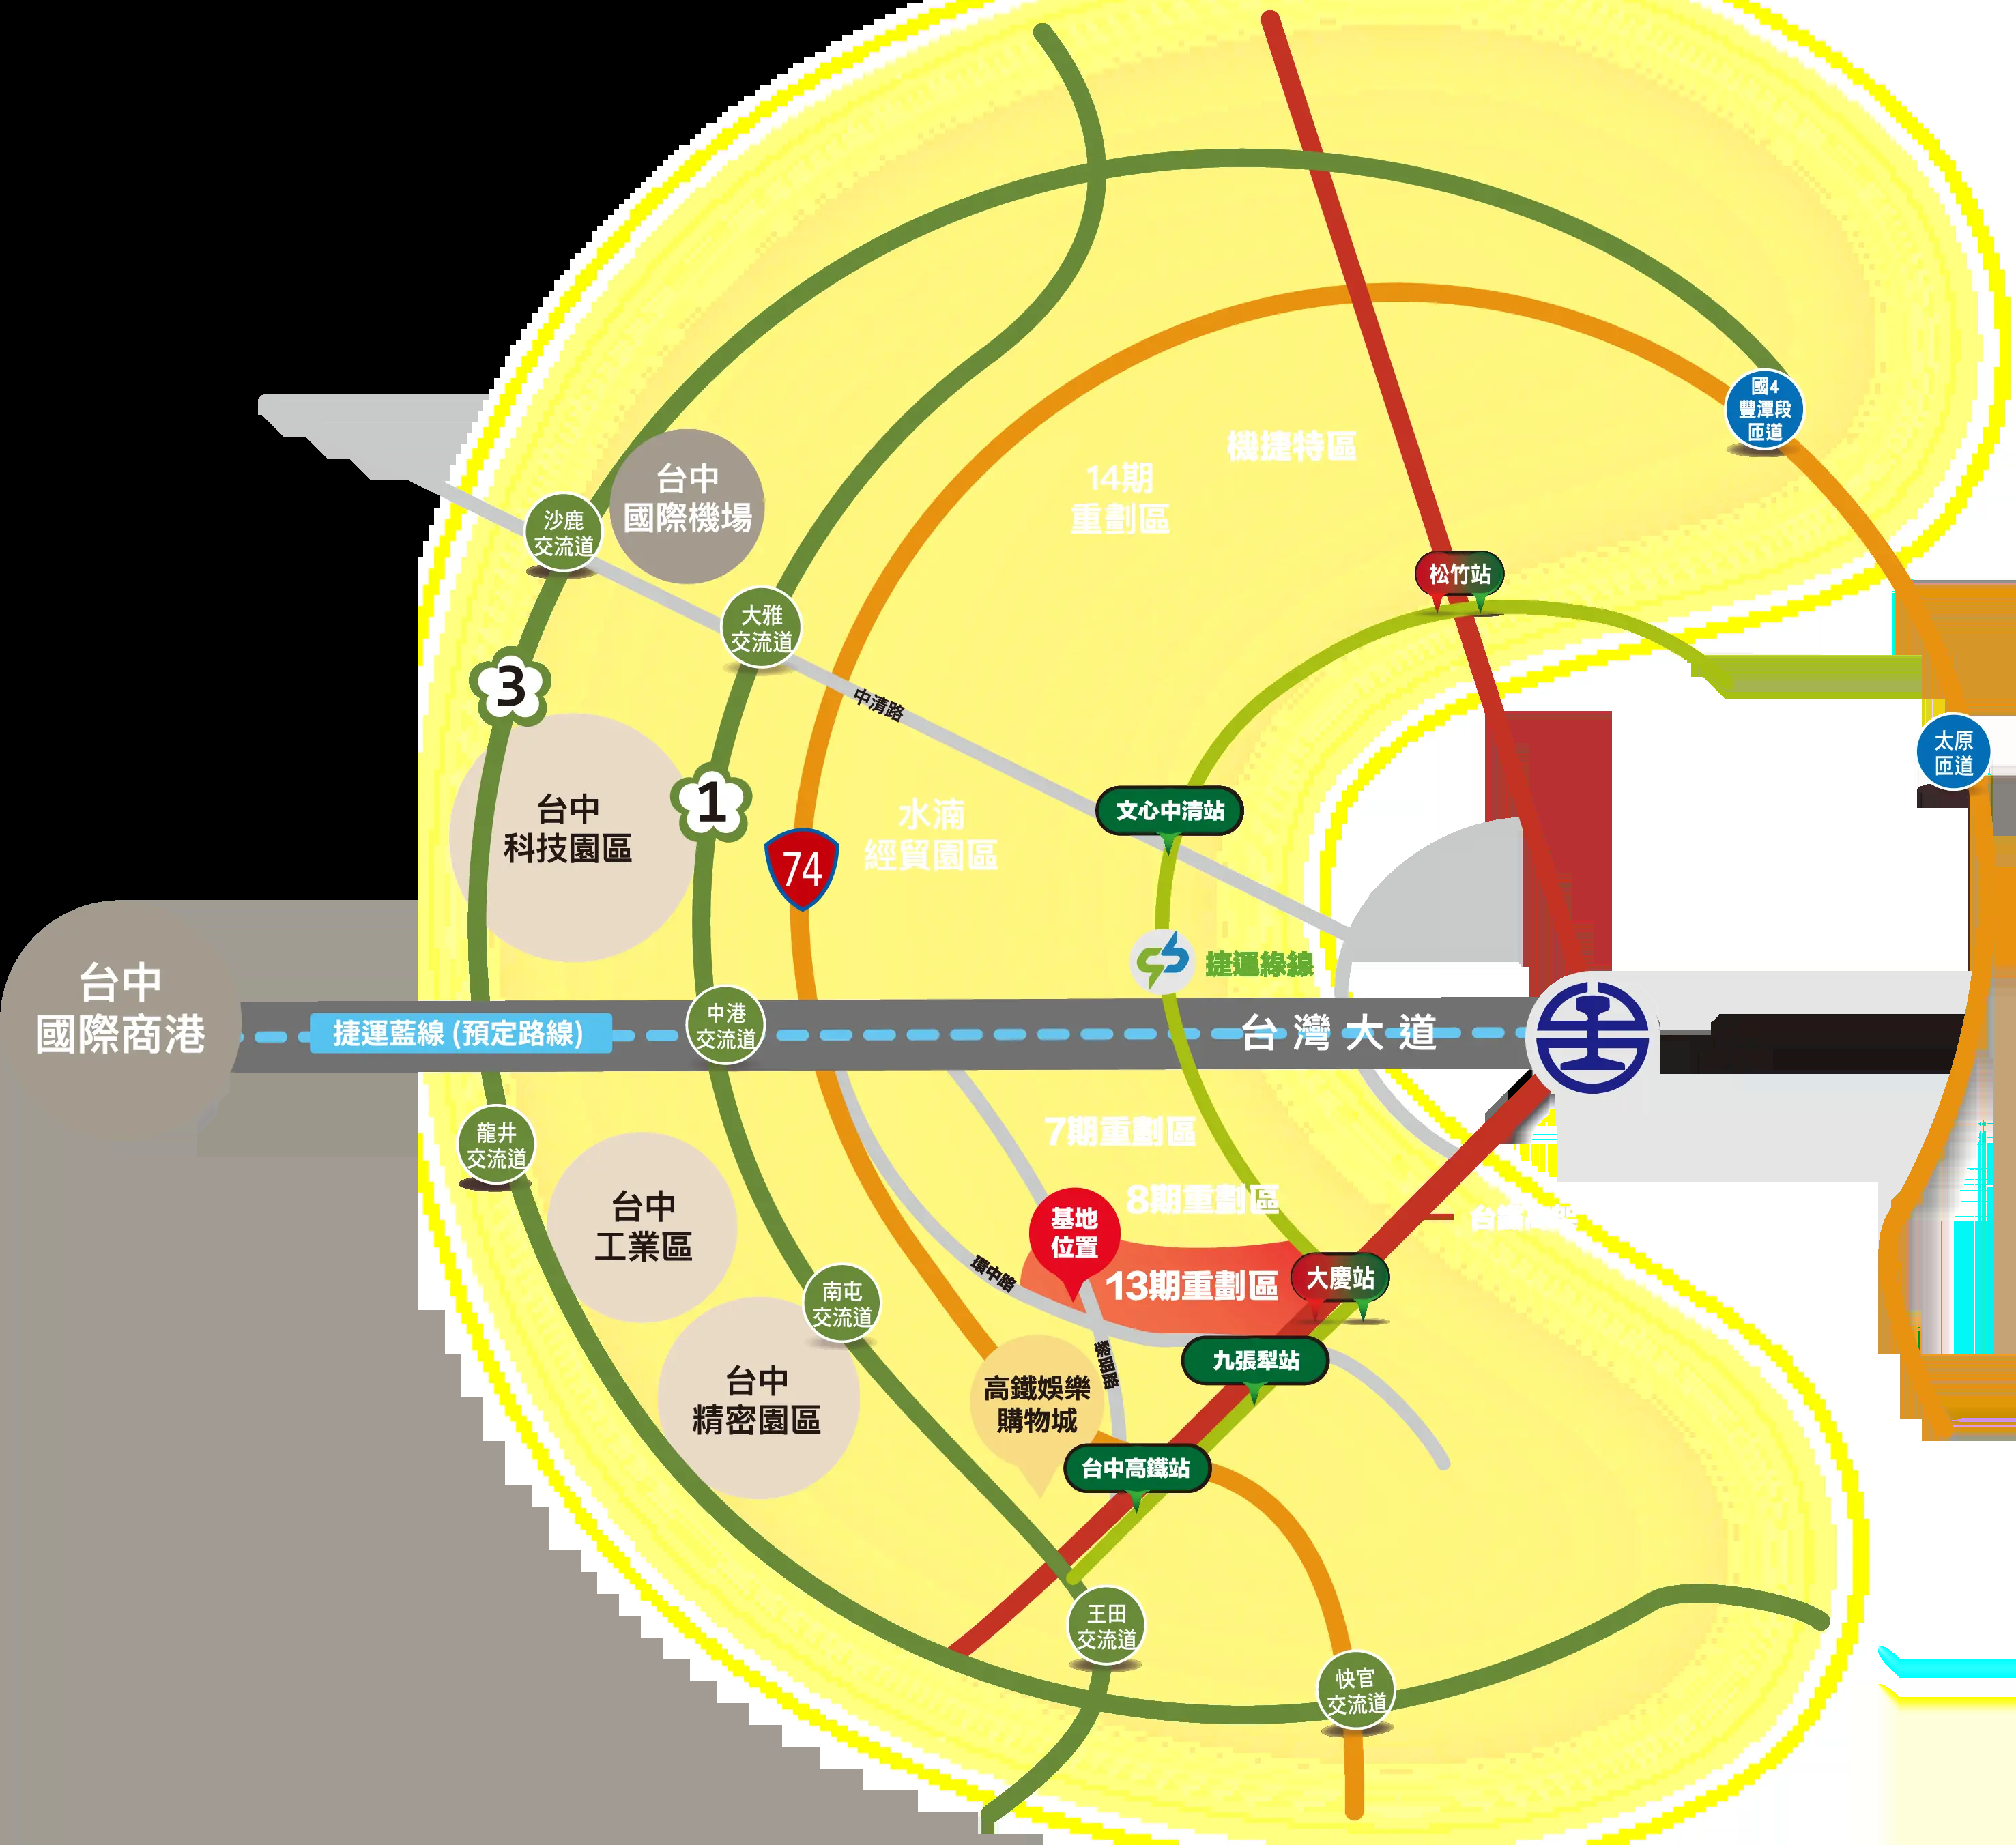 國4
豐潭段
匝道
機捷特區
14期
重劃區
台中
國際機場
沙鹿
交流道
松竹站
大雅
交流道
3
中清路
太原
匝道
1
台中
科技園區
水湳
經貿園區
文心中清站
74
捷運綠線
台中
國際商港
捷運藍線 (預定路線)
中港
交流道
台灣大道
龍井
交流道
7期重劃區
8期重劃區
台中
工業區
基地
位置
環中路
13期重劃區
大慶站
南屯
交流道
黎明路
九張犁站
台中
精密園區
高鐵娛樂
購物城
台中高鐵站
王田
交流道
快官
交流道